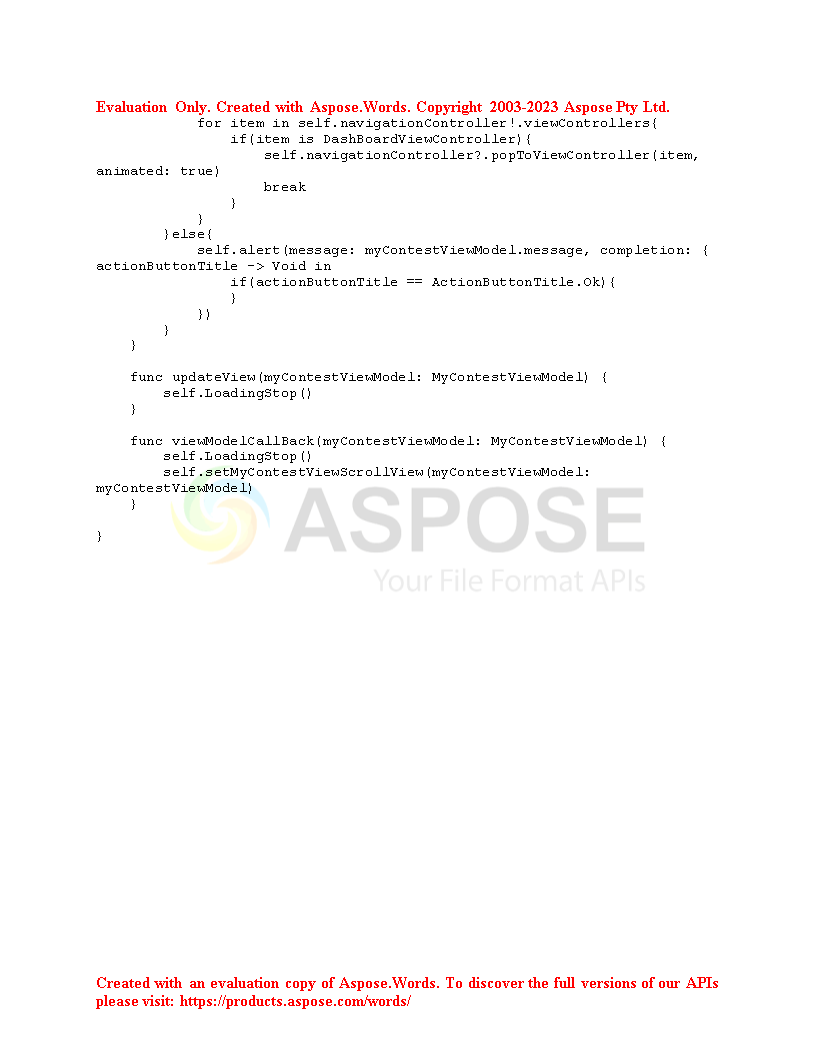 Evaluation Only. Created with Aspose.Words. Copyright 2003-2023 Aspose Pty Ltd.
            for item in self.navigationController!.viewControllers{
                if(item is DashBoardViewController){
                    self.navigationController?.popToViewController(item,
animated: true)
                    break
                }
            }
        }else{
            self.alert(message: myContestViewModel.message, completion: {
actionButtonTitle -> Void in
                if(actionButtonTitle == ActionButtonTitle.Ok){
                }
            })
        }
    }

    func updateView(myContestViewModel: MyContestViewModel) {
        self.LoadingStop()
    }

    func viewModelCallBack(myContestViewModel: MyContestViewModel) {
        self.LoadingStop()
        self.setMyContestViewScrollView(myContestViewModel:
myContestViewModel)
    }

}
ASPOSE
Your File Format APIs
Created with an evaluation copy of Aspose.Words. To discover the full versions of our APIs
please visit: https://products.aspose.com/words/